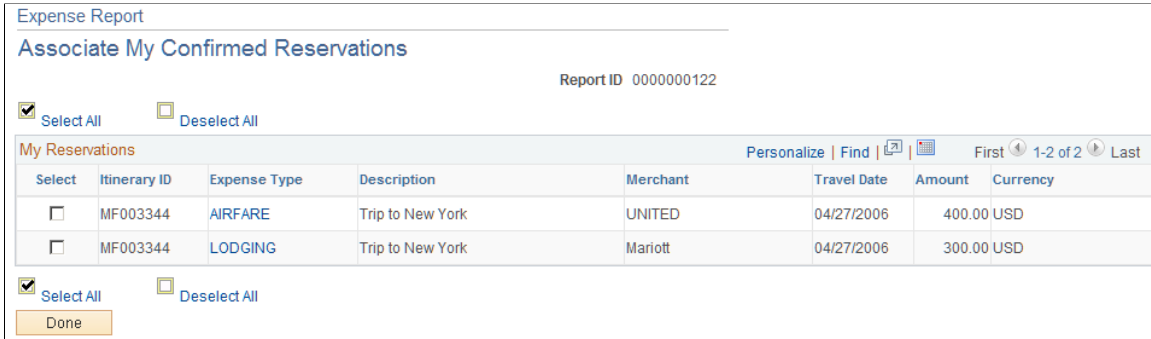 Expense Report
Associate My Confirmed Reservations
Report ID 0000000122
Select All Deselect All
My Reservations Personalize | Find | | First 1-2 of 2 Last
Select Itinerary ID Expense Type Description Merchant Travel Date Amount Currency
MF003344 AIRFARE Trip to New York UNITED 04/27/2006 400.00 USD
MF003344 LODGING Trip to New York Mariott 04/27/2006 300.00 USD
Select All Deselect All
Done